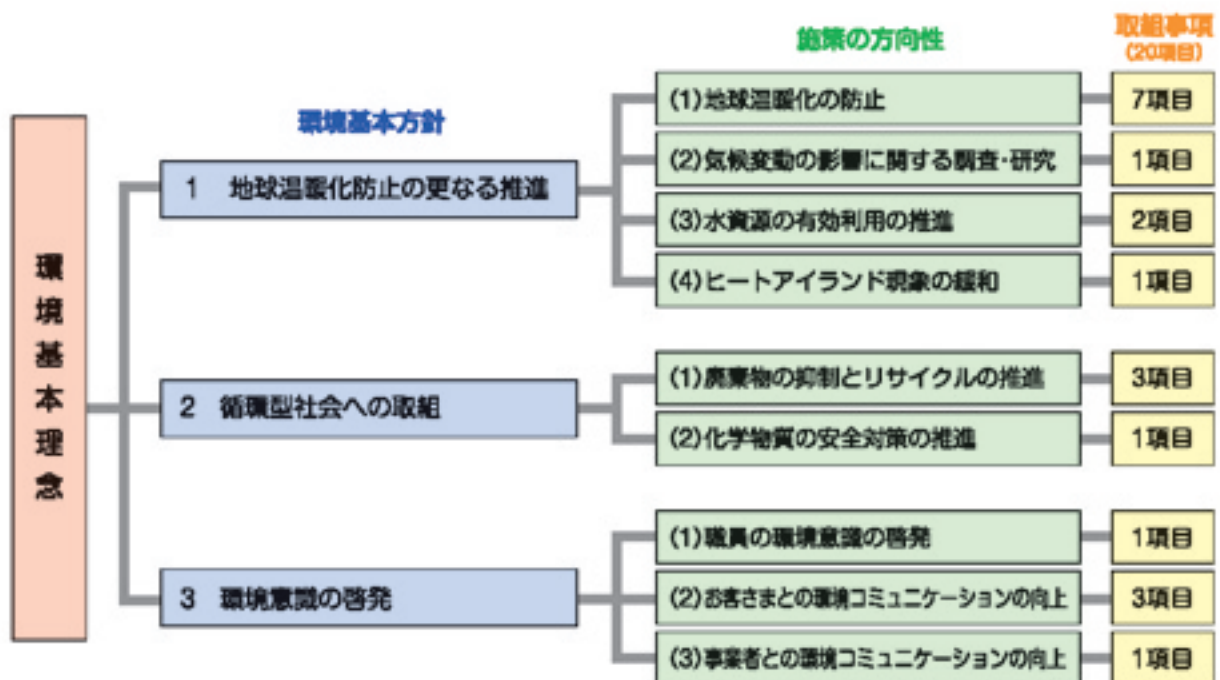 施策の方向性
取組事項
(20項目)
環境基本方針
環境基本理念
1 地球温暖化防止の更なる推進
(1)地球温暖化の防止
7項目
(2)気候変動の影響に関する調査・研究
1項目
(3)水資源の有効利用の推進
2項目
(4)ヒートアイランド現象の緩和
1項目
2 循環型社会への取組
(1)廃棄物の抑制とリサイクルの推進
3項目
(2)化学物質の安全対策の推進
1項目
3 環境意識の啓発
(1)職員の環境意識の啓発
1項目
(2)お客さまとの環境コミュニケーションの向上
3項目
(3)事業者との環境コミュニケーションの向上
1項目